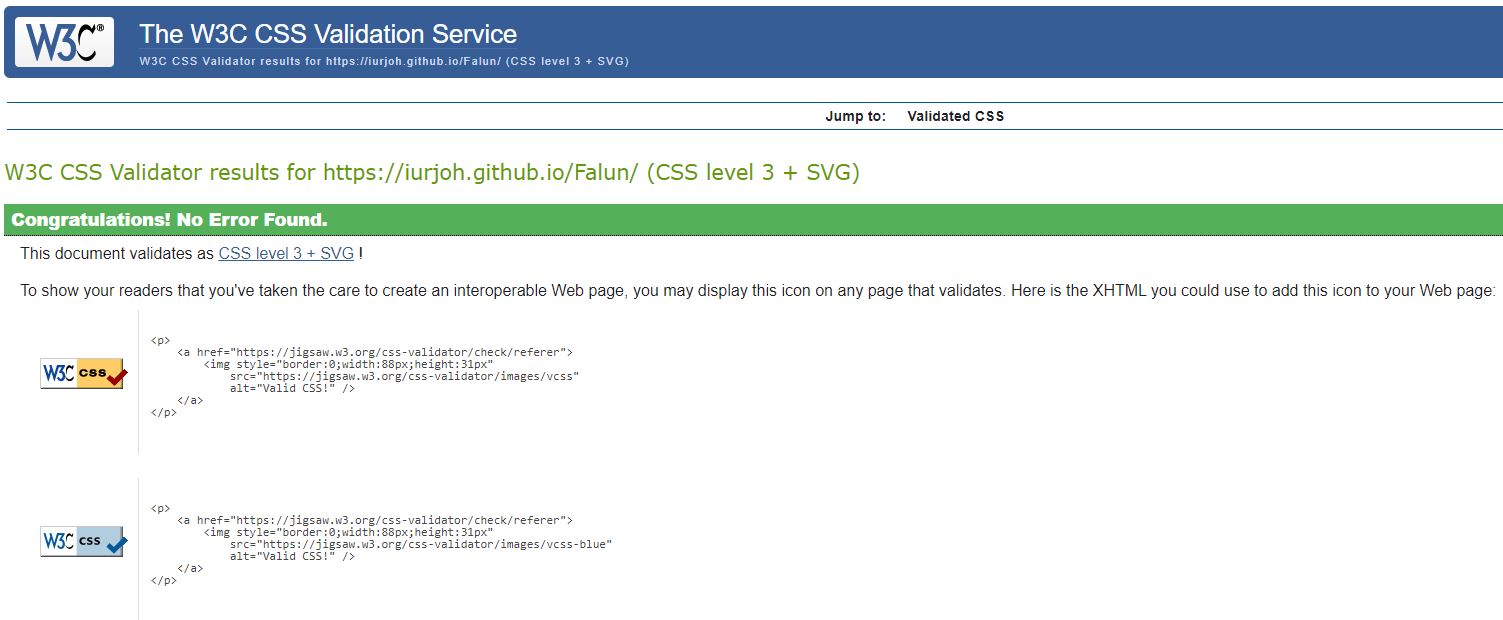 W3C®
The W3C CSS Validation Service
W3C CSS Validator results for https://iurjoh.github.io/Falun/ (CSS level 3 + SVG)
Jump to: Validated CSS
W3C CSS Validator results for https://iurjoh.github.io/Falun/ (CSS level 3 + SVG)
Congratulations! No Error Found.
This document validates as CSS level 3 + SVG !
To show your readers that you've taken the care to create an interoperable Web page, you may display this icon on any page that validates. Here is the XHTML you could use to add this icon to your Web page:
W3C css
<p>
<a href="https://jigsaw.w3.org/css-validator/check/referer">
<img style="border:0;width:88px;height:31px"
src="https://jigsaw.w3.org/css-validator/images/vcss"
alt="Valid CSS!" />
</a>
</p>
W3C css
<p>
<a href="https://jigsaw.w3.org/css-validator/check/referer">
<img style="border:0;width:88px;height:31px"
src="https://jigsaw.w3.org/css-validator/images/vcss-blue"
alt="Valid CSS!" />
</a>
</p>